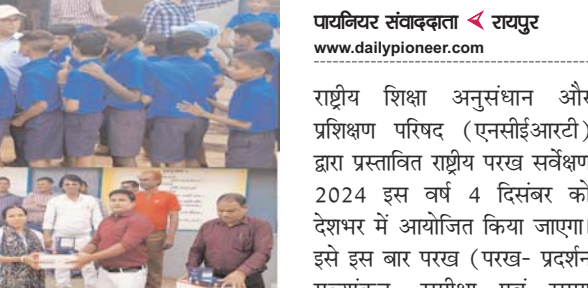 पायनियर संवाददाता रायपुर
www.dailypioneer.com
राष्ट्रीय शिक्षा अनुसंधान और
प्रशिक्षण परिषद (एनसीईआरटी)
द्वारा प्रस्तावित राष्ट्रीय परख सर्वेक्षण
2024 इस वर्ष 4 दिसंबर को
देशभर में आयोजित किया जाएगा।
इसे इस बार परख (परख- प्रदर्शन